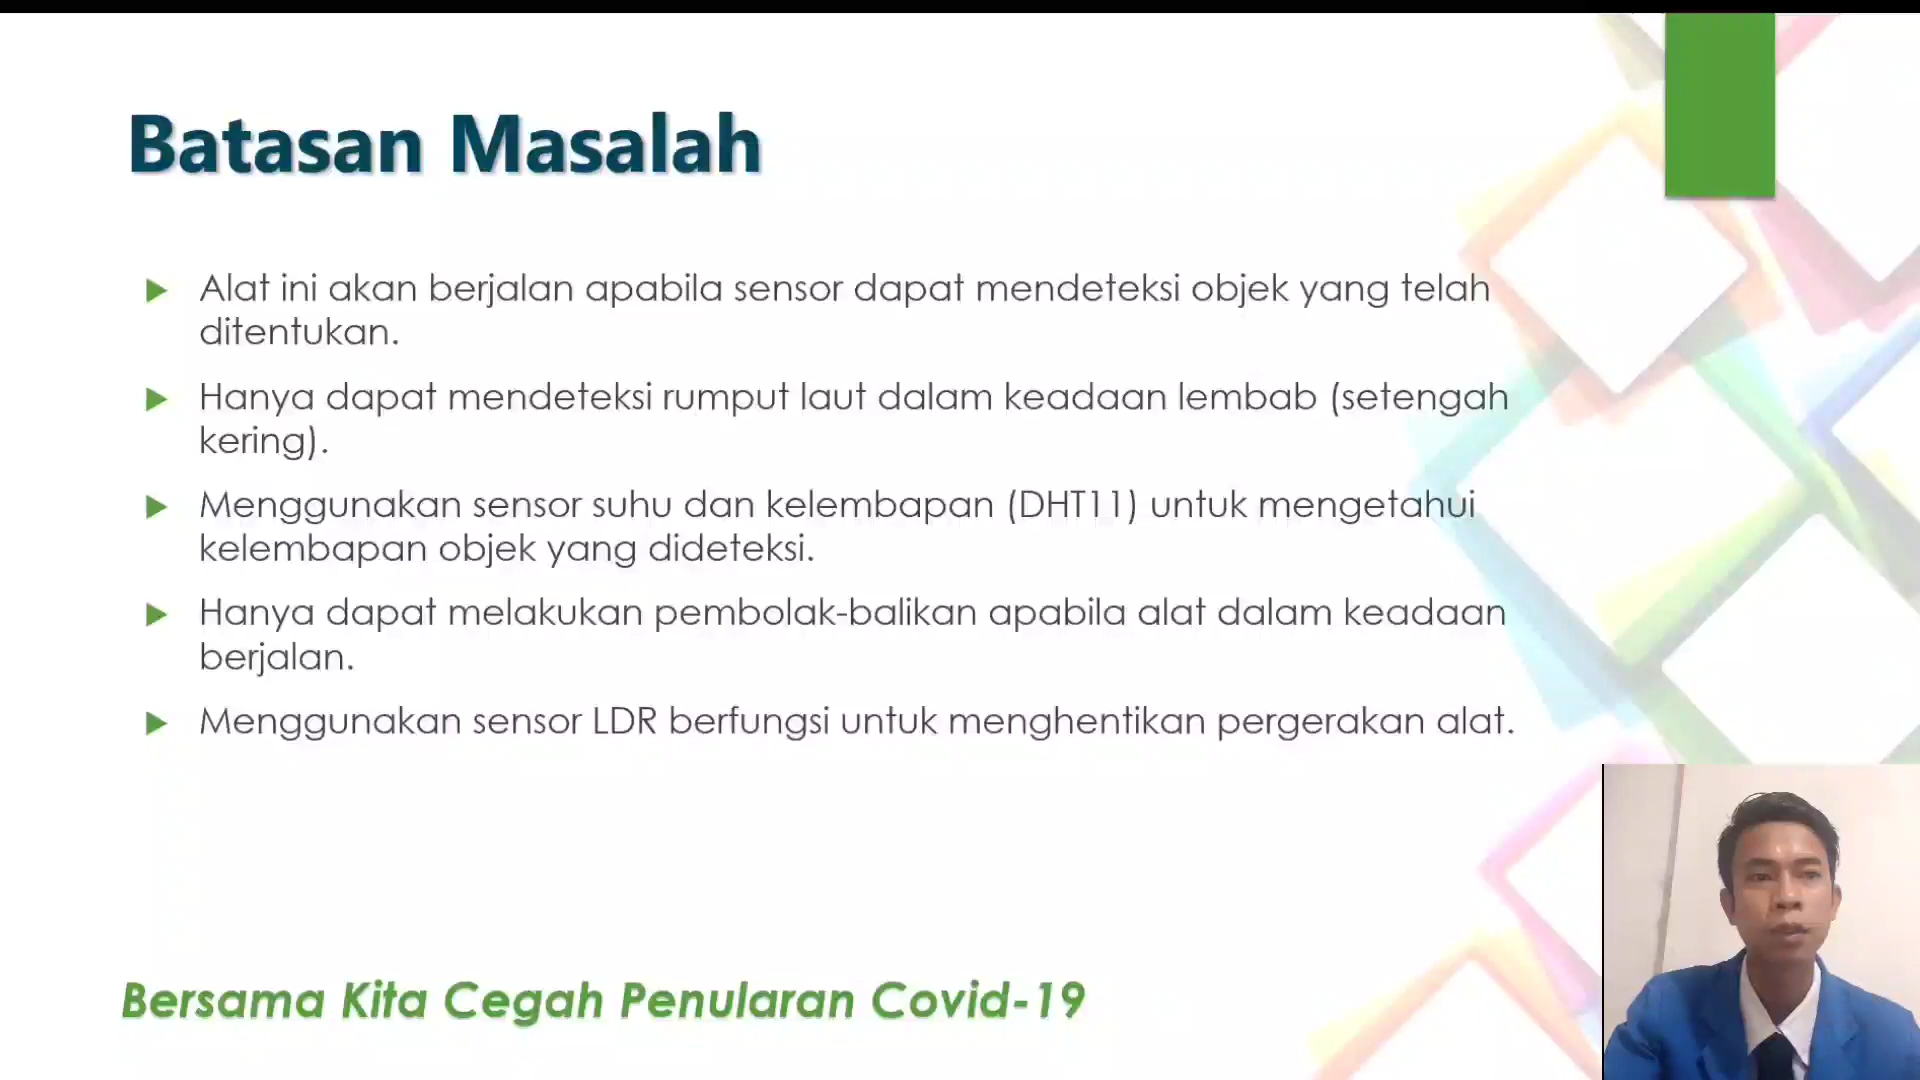 Batasan Masalah
Alat ini akan berjalan apabila sensor dapat mendeteksi objek yang telah
ditentukan.
Hanya dapat mendeteksi rumput laut dalam keadaan lembab (setengah
kering).
Menggunakan sensor suhu dan kelembapan (DHT11) untuk mengetahui
kelembapan objek yang dideteksi.
Hanya dapat melakukan pembolak-balikan apabila alat dalam keadaan
berjalan.
Menggunakan sensor LDR berfungsi untuk menghentikan pergerakan alat.
Bersama Kita Cegah Penularan Covid-19